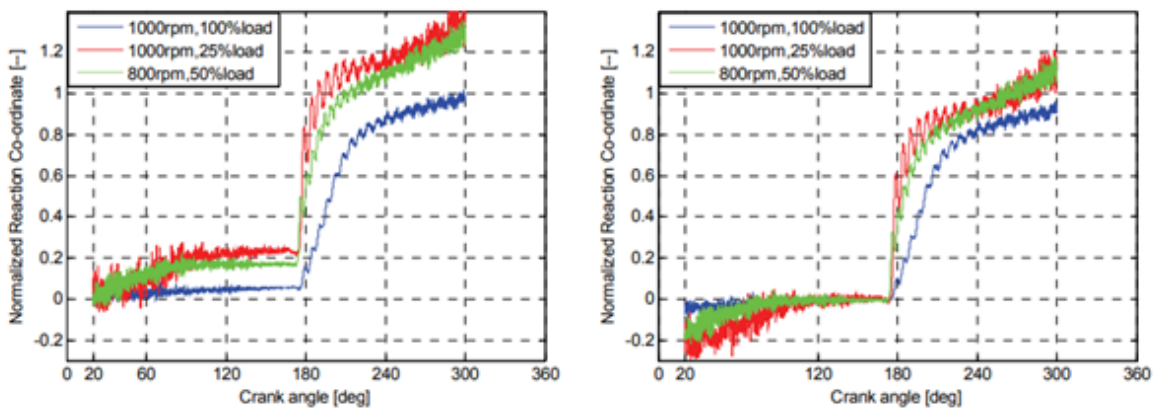 1000rpm,100%load
1000rpm,25%load
800rpm,50%load
Normalized Reaction Co-ordinate [--]
1.2
1
0.8
0.6
0.4
0.2
0
-0.2
0 20 60 120 180 240 300 360
Crank angle [deg]
1000rpm,100%load
1000rpm,25%load
800rpm,50%load
Normalized Reaction Co-ordinate [--]
1.2
1
0.8
0.6
0.4
0.2
0
-0.2
0 20 60 120 180 240 300 360
Crank angle [deg]